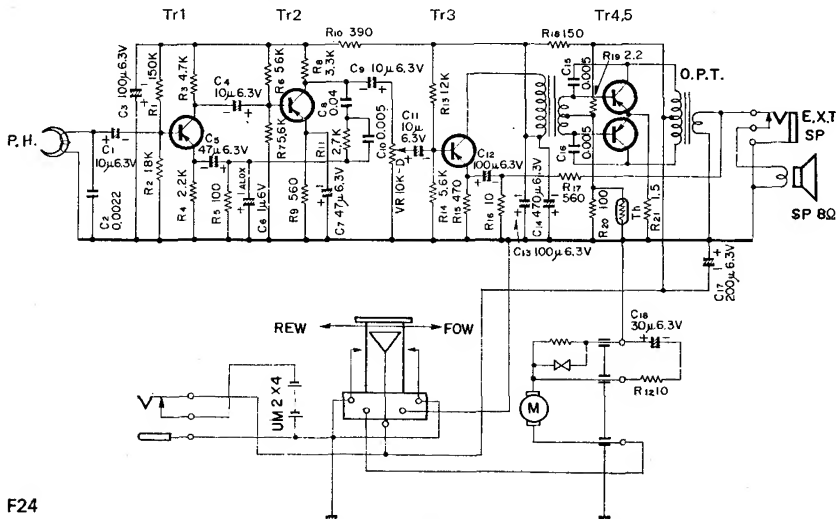 Tr1 Tr2 Tr3 Tr4,5
R10 390
R18 150
R19 2.2
C3 100μ6.3V
R1 150K
R3 4.7K
C4 10μ6.3V
R6 56K
R8 3.3K
C9 10μ6.3V
C8 0.04
R13 12K
C15 0.005
O.P.T.
P.H.
C1 10μ6.3V
C2 0.0022
R2 18K
C5 47μ6.3V
R4 2.2K
R5 100
ALOX
C6 1μ6V
R7 5,6K
R9 560
R11 2.7K
C7 47μ6.3V
C10 0.005
VR 10K-D
C11 10μ 6.3V
R14 5.6K
R15 470
C12 100μ6.3V
R16 10
C13 100μ6.3V
C14 470μ6.3V
C16 0.005
R17 560
R20 100
Th
R21 1.5
E.X.T SP
SP 8Ω
C17 200μ6.3V
REW FOW
C18 30μ6.3V
R12 10
UM2 X4
M
F24